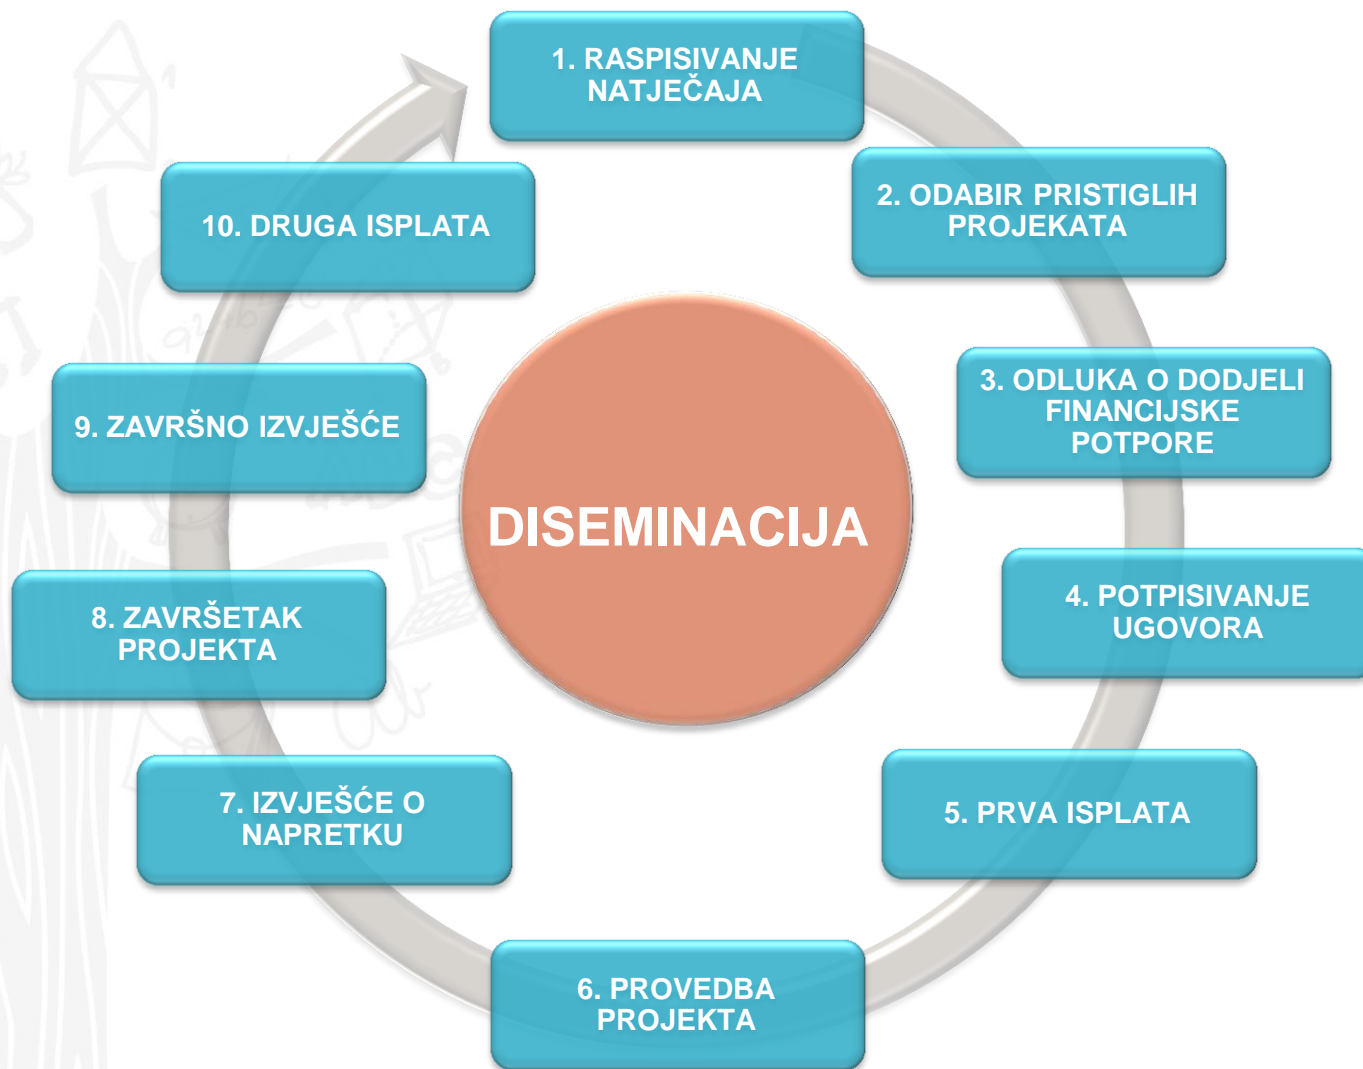 1. RASPISIVANJE
NATJEČAJA
2. ODABIR PRISTIGLIH
PROJEKATA
3. ODLUKA O DODJELI
FINANCIJSKE
POTPORE
4. POTPISIVANJE
UGOVORA
5. PRVA ISPLATA
6. PROVEDBA
PROJEKTA
7. IZVJEŠĆE O
NAPRETKU
8. ZAVRŠETAK
PROJEKTA
9. ZAVRŠNO IZVJEŠĆE
10. DRUGA ISPLATA
DISEMINACIJA